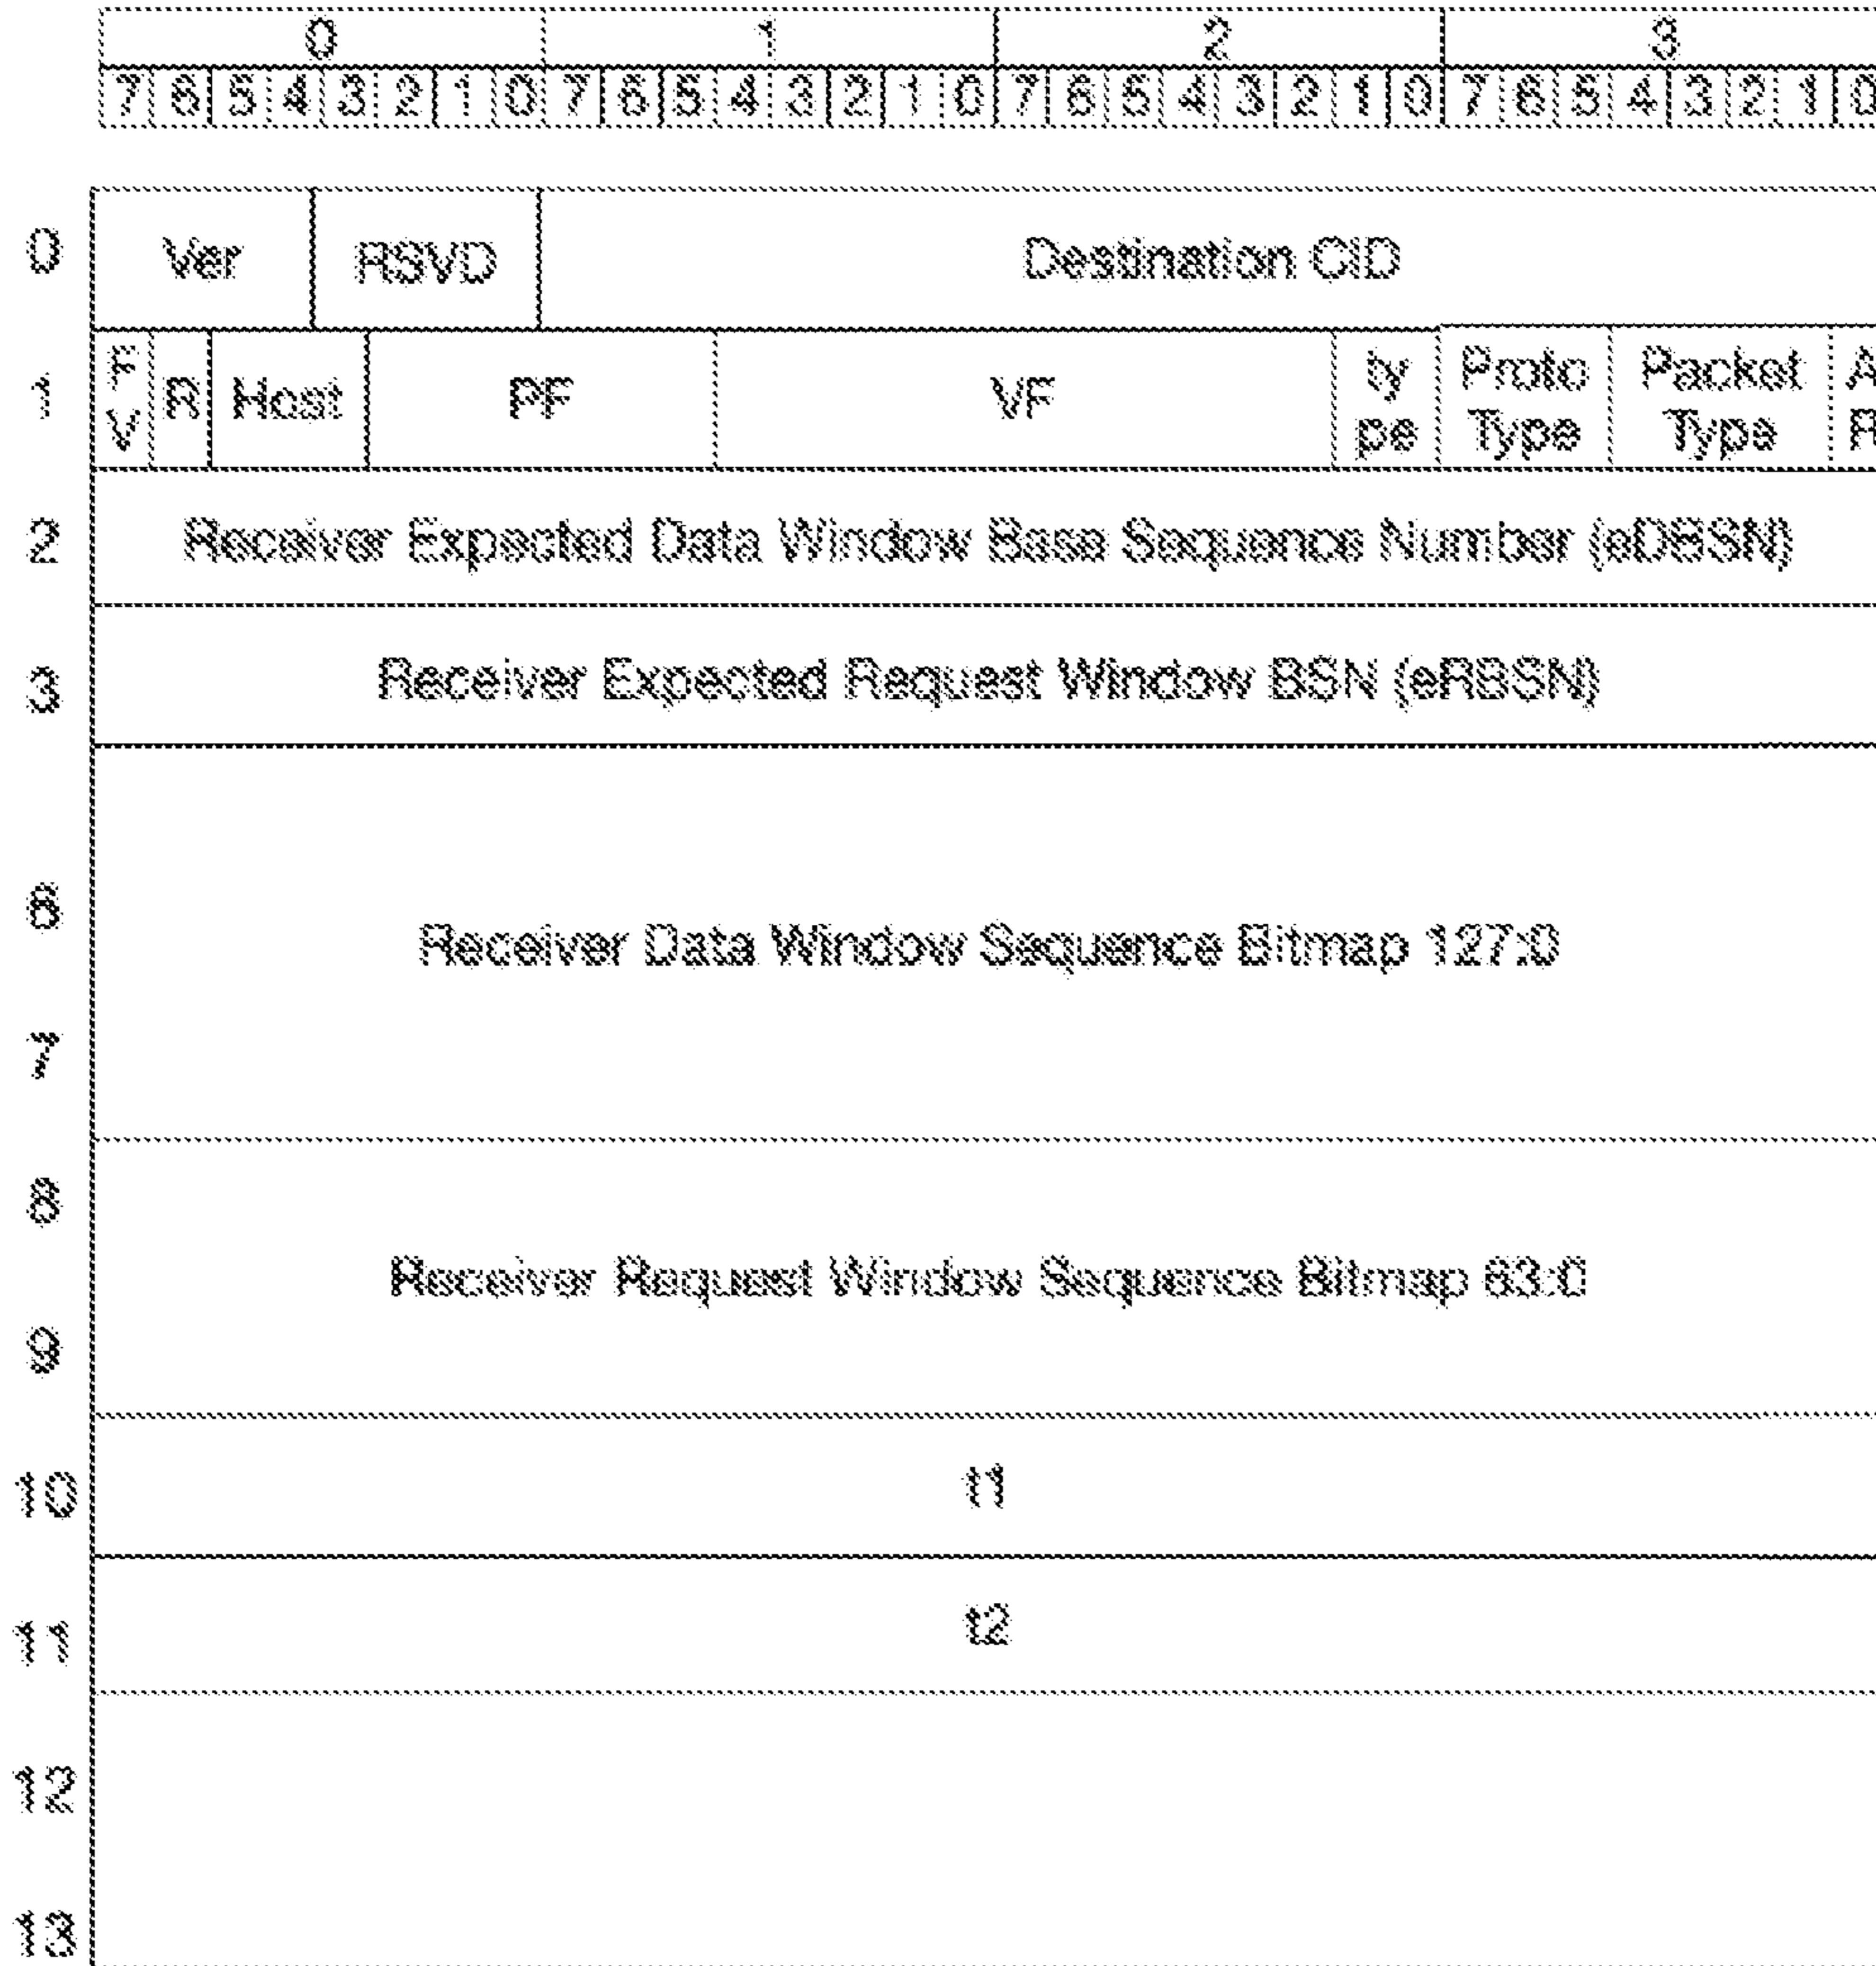 0 1 2 3
7 6 5 4 3 2 1 0 7 6 5 4 3 2 1 0 7 6 5 4 3 2 1 0 7 6 5 4 3 2 1 0
0 Ver RSVD Destination CID
1 F V R Host PF VF ty pe Proto Type Packet Type A R
2 Receiver Expected Data Window Base Sequence Number (eDBSN)
3 Receiver Expected Request Window BSN (eRBSN)
6
Receiver Data Window Sequence Bitmap 127:0
7
8
Receiver Request Window Sequence Bitmap 63:0
9
10 t1
11 t2
12
13